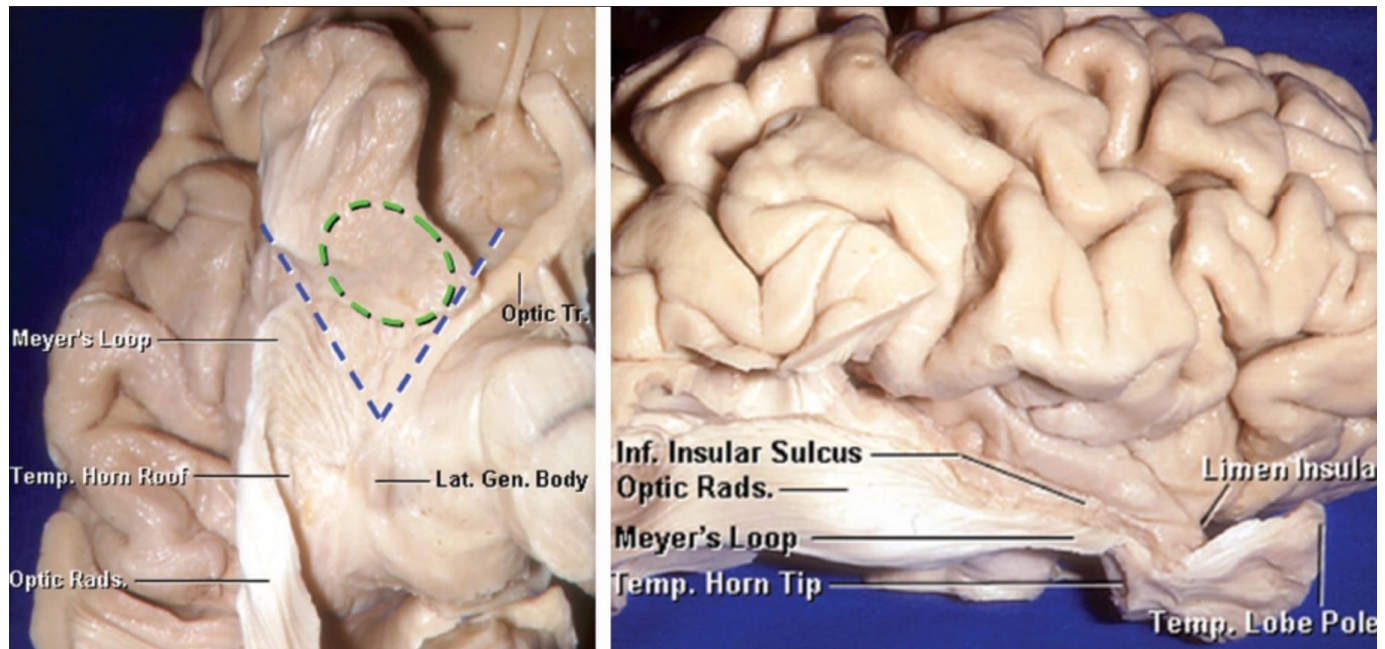 Optic Tr.
Meyer's Loop
Temp. Horn Roof
Lat. Gen. Body
Optic Rads.
Inf. Insular Sulcus
Limen Insula
Optic Rads.
Meyer's Loop
Temp. Horn Tip
Temp. Lobe Pole